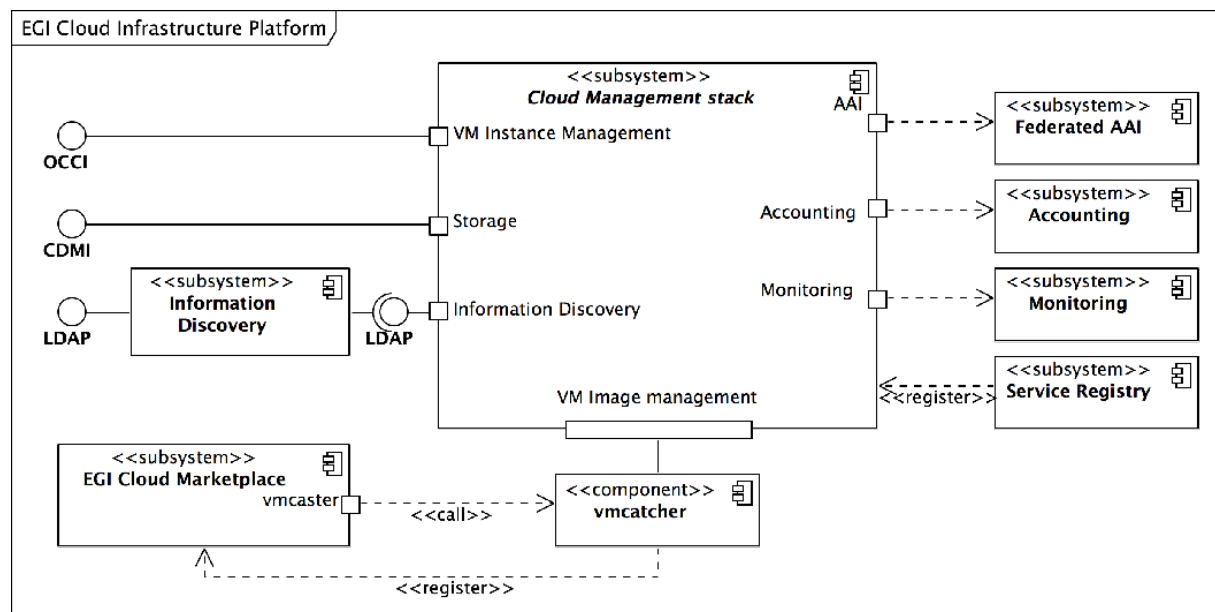 EGI Cloud Infrastructure Platform
<<subsystem>>
Cloud Management stack
AAI
VM Instance Management
OCCI
Storage
CDMI
Accounting
Monitoring
Information Discovery
<<subsystem>>
Information
Discovery
LDAP
LDAP
VM Image management
<<subsystem>>
Federated AAI
<<subsystem>>
Accounting
<<subsystem>>
Monitoring
<<subsystem>>
Service Registry
<<register>>
<<subsystem>>
EGI Cloud Marketplace
vmcaster
<<call>>
<<component>>
vmcatcher
<<register>>